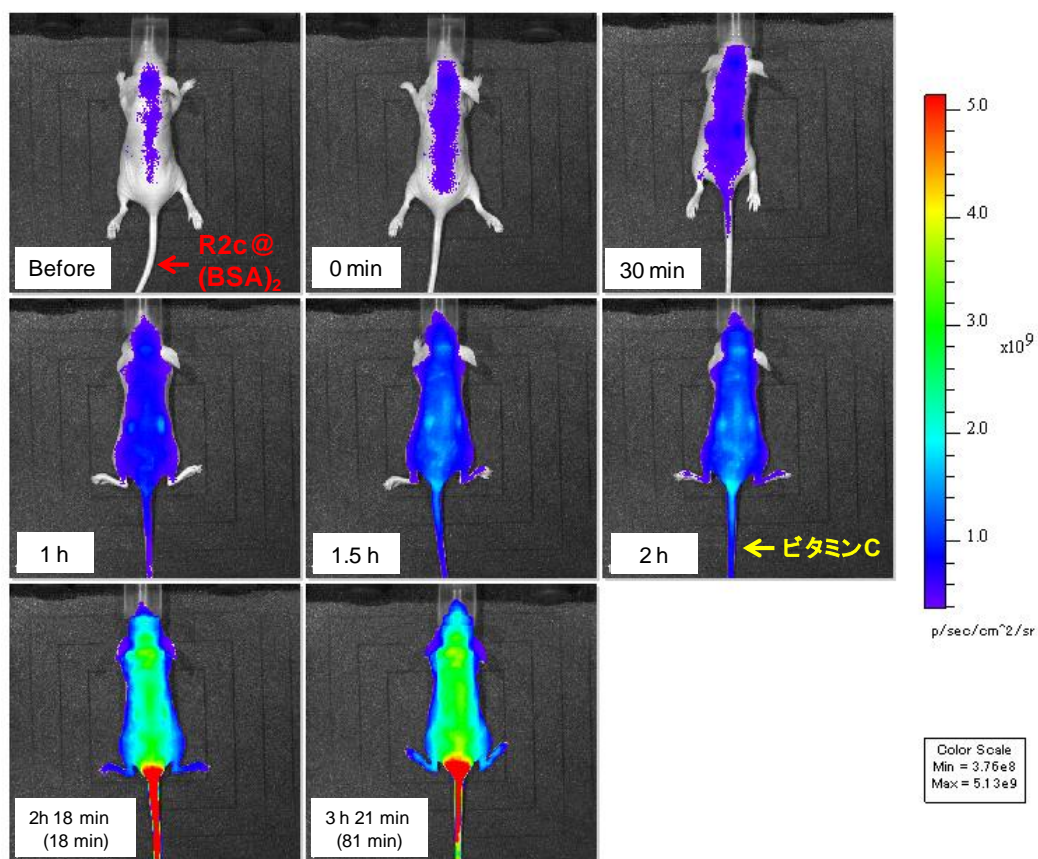 Before
R2c@
(BSA)₂
0 min
30 min
1 h
1.5 h
2 h
ビタミンC
2h 18 min
(18 min)
3 h 21 min
(81 min)
5.0
4.0
3.0
x10⁹
2.0
1.0
p/sec/cm^2/sr
Color Scale
Min = 3.76e8
Max = 5.13e9